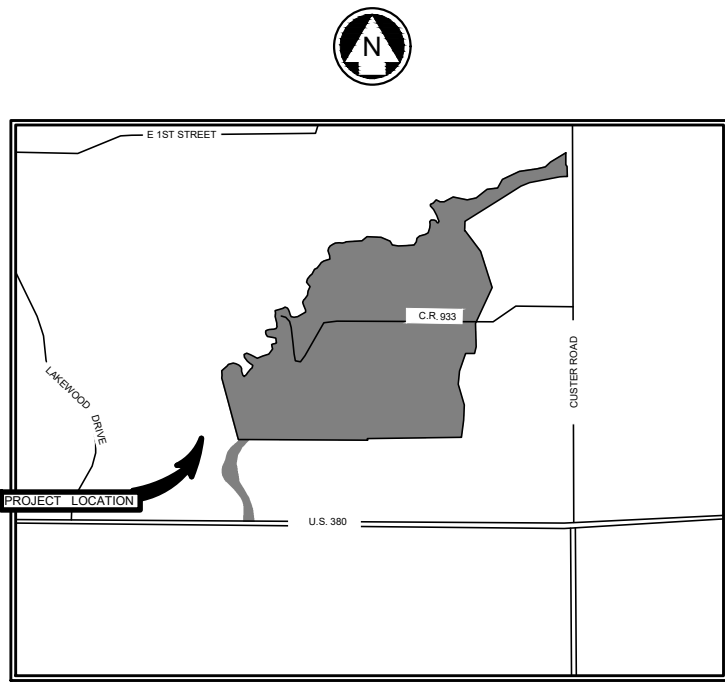 N
E 1ST STREET
C.R. 933
CUSTER ROAD
LAKEWOOD DRIVE
PROJECT LOCATION
U.S. 380